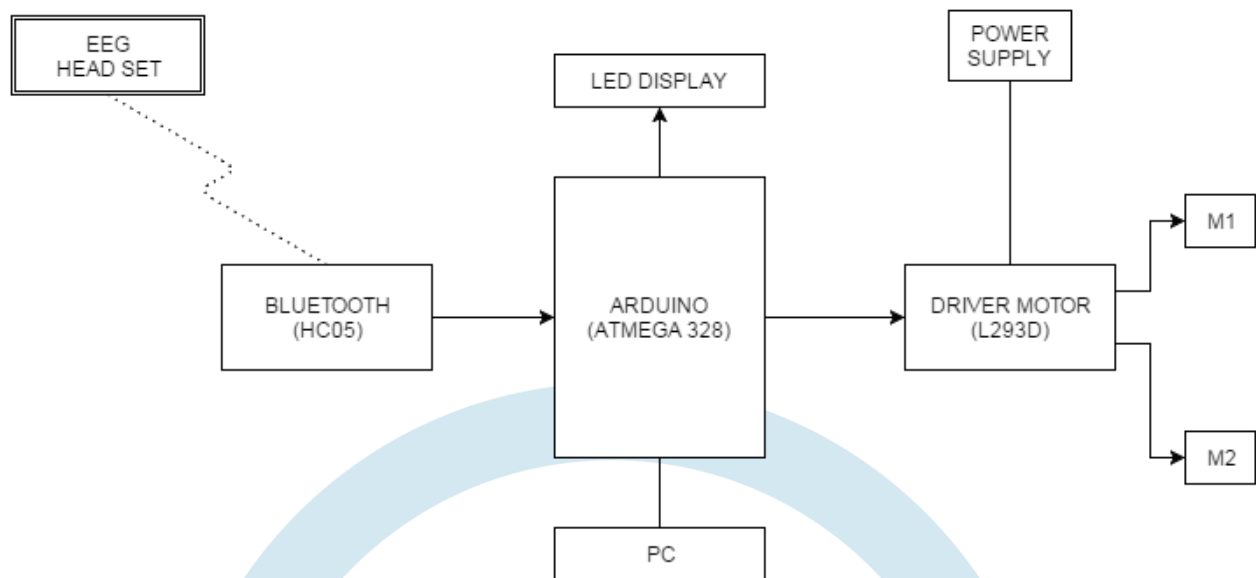 EEG
HEAD SET
POWER
SUPPLY
LED DISPLAY
M1
BLUETOOTH
(HC05)
ARDUINO
(ATMEGA 328)
DRIVER MOTOR
(L293D)
M2
PC